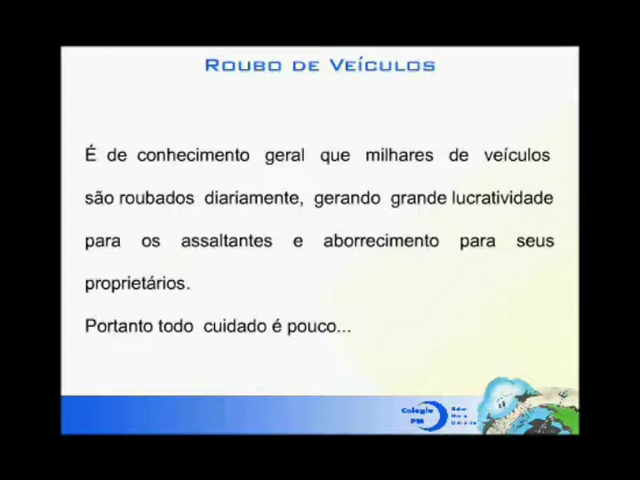 ROUBO DE VEÍCULOS
É de conhecimento geral que milhares de veículos
são roubados diariamente, gerando grande lucratividade
para os assaltantes e aborrecimento para seus
proprietários.
Portanto todo cuidado é pouco...
Colégio
PM